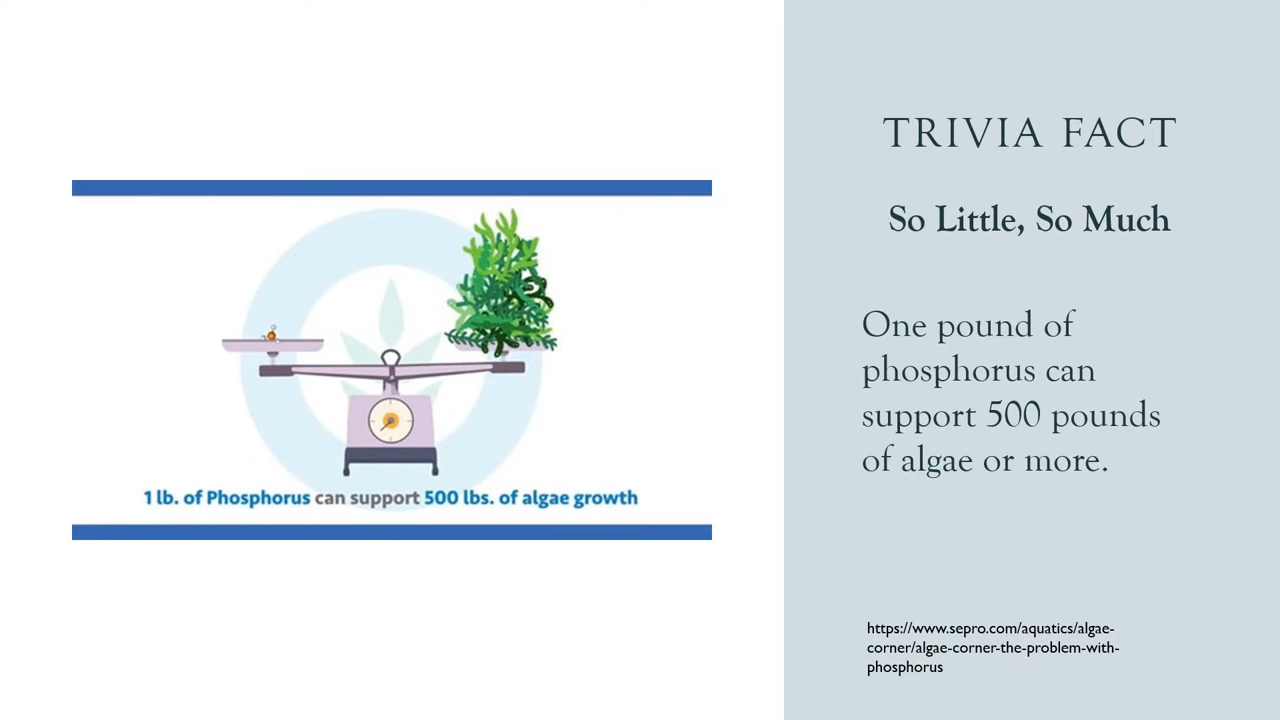 1 lb. of Phosphorus can support 500 lbs. of algae growth
TRIVIA FACT
So Little, So Much
One pound of
phosphorus can
support 500 pounds
of algae or more.
https://www.sepro.com/aquatics/algae-
corner/algae-corner-the-problem-with-
phosphorus